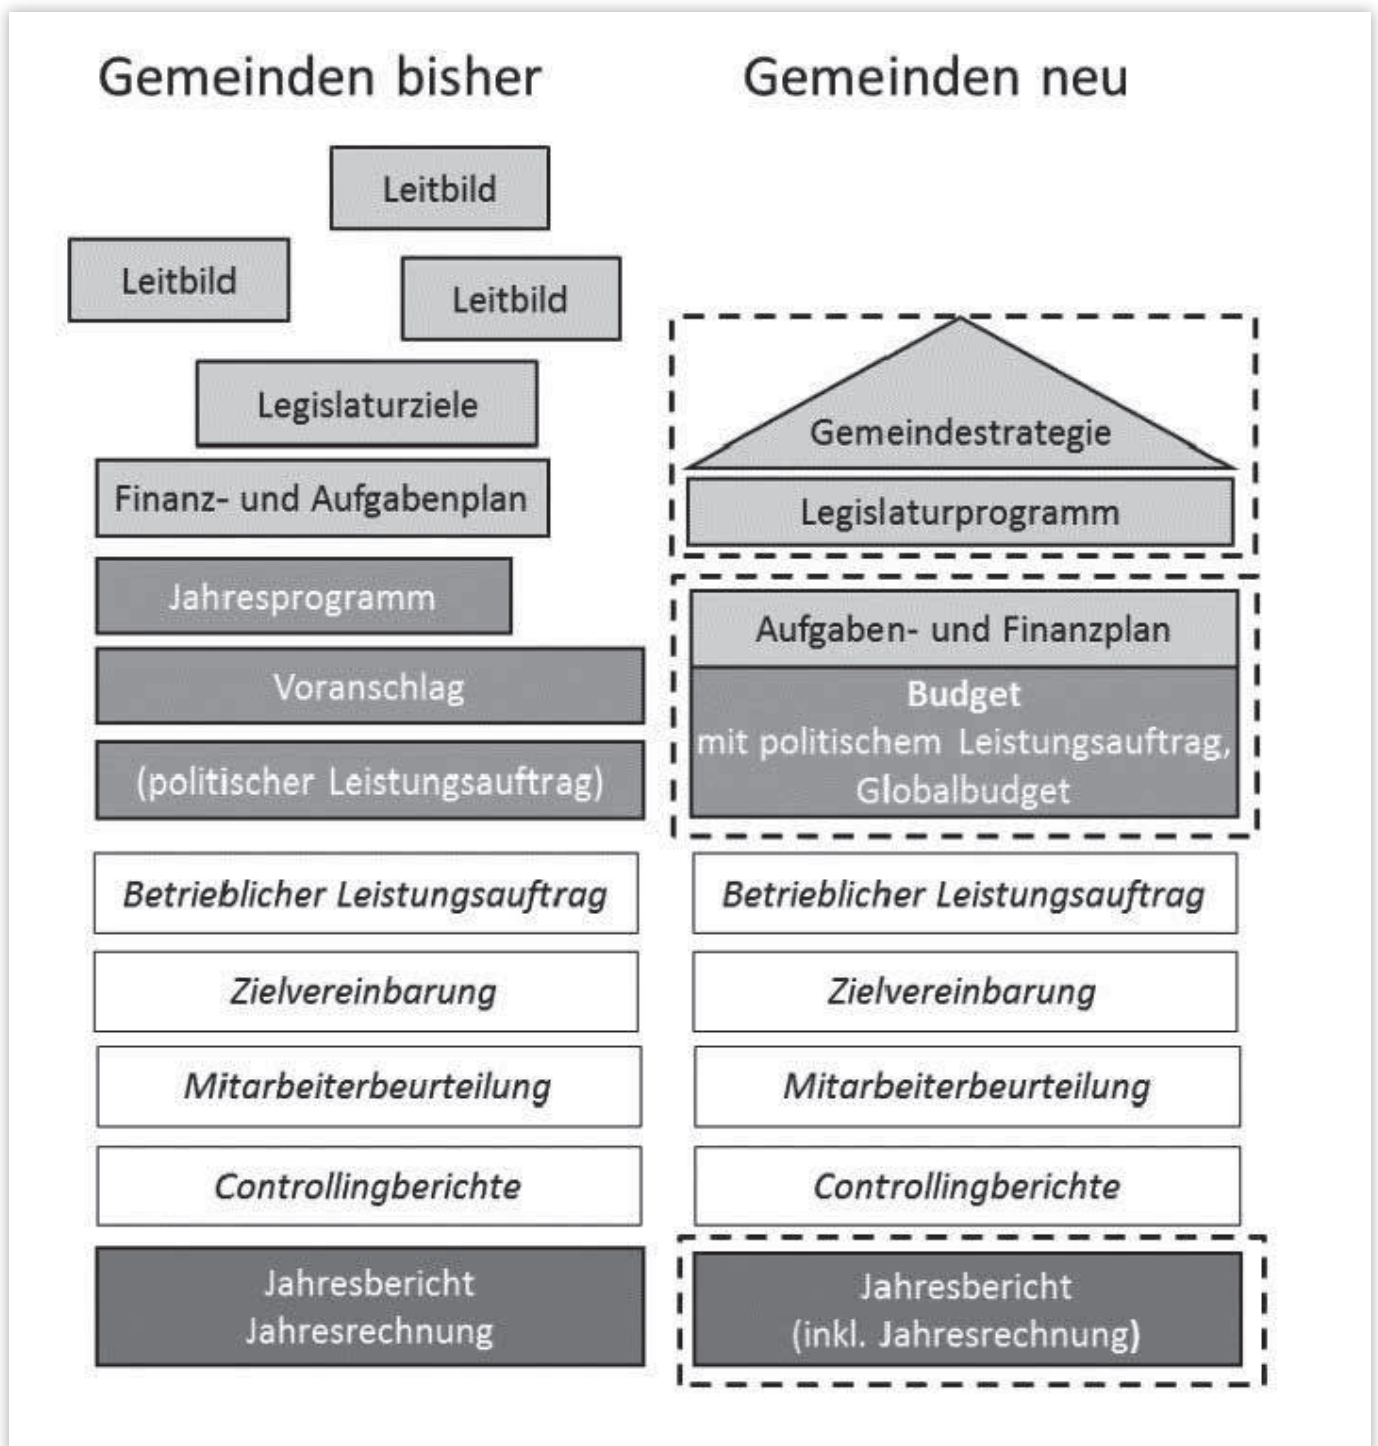 Gemeinden bisher
Leitbild
Leitbild
Leitbild
Legislaturziele
Finanz- und Aufgabenplan
Jahresprogramm
Voranschlag
(politischer Leistungsauftrag)
Betrieblicher Leistungsauftrag
Zielvereinbarung
Mitarbeiterbeurteilung
Controllingberichte
Jahresbericht
Jahresrechnung
Gemeinden neu
Gemeindestrategie
Legislaturprogramm
Aufgaben- und Finanzplan
Budget
mit politischem Leistungsauftrag,
Globalbudget
Betrieblicher Leistungsauftrag
Zielvereinbarung
Mitarbeiterbeurteilung
Controllingberichte
Jahresbericht
(inkl. Jahresrechnung)